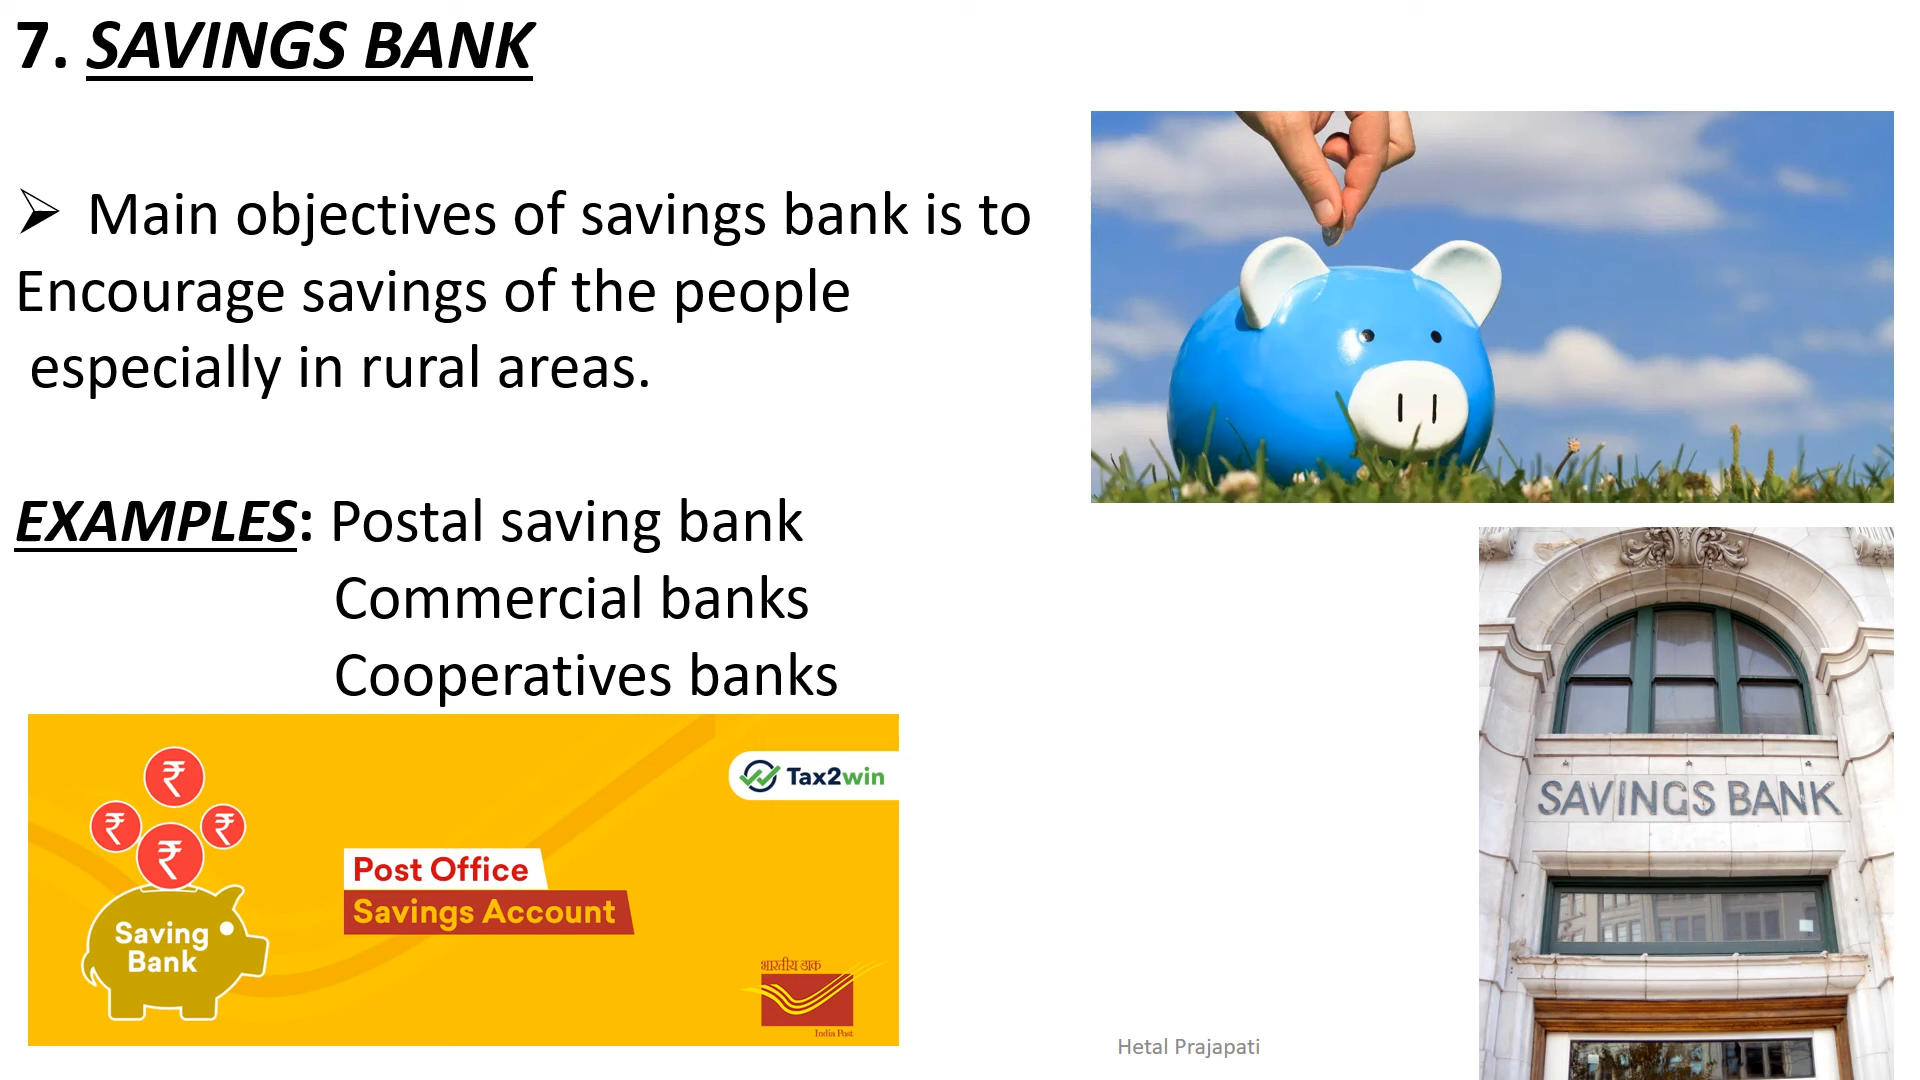 7. SAVINGS BANK
➢ Main objectives of savings bank is to
Encourage savings of the people
especially in rural areas.
EXAMPLES: Postal saving bank
Commercial banks
Cooperatives banks
Tax2win
₹
₹ ₹
₹
Post Office
Savings Account
Saving
Bank
भारतीय डाक
India Post
SAVINGS BANK
Hetal Prajapati